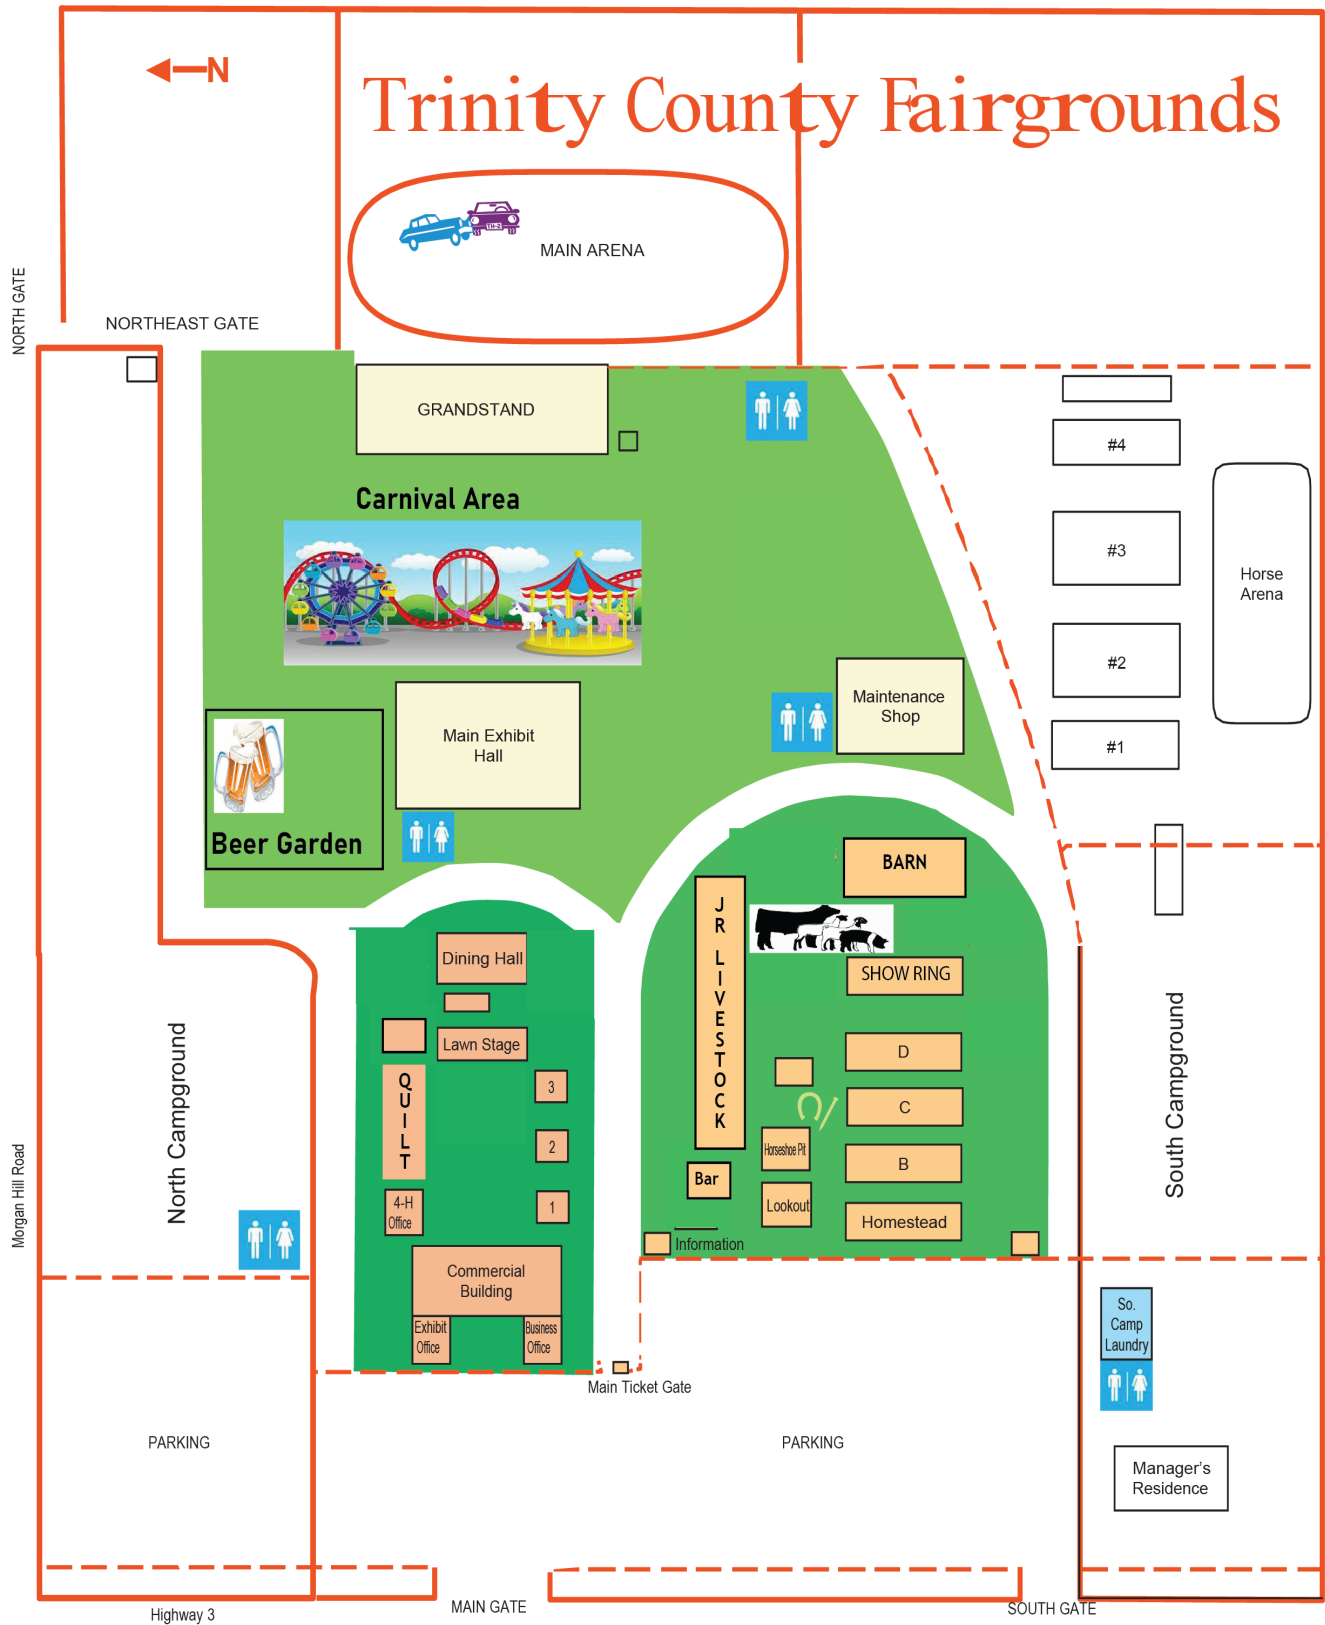 N
Trinity County Fairgrounds
TH-Z
MAIN ARENA
NORTH GATE
NORTHEAST GATE
GRANDSTAND
#4
Carnival Area
#3
Horse
Arena
#2
Maintenance
Shop
Main Exhibit
Hall
#1
Beer Garden
BARN
JR LIVESTOCK
Dining Hall
SHOW RING
Lawn Stage
D
QUILT
3
C
North Campground
South Campground
Morgan Hill Road
2
Horseshoe Pit
B
Bar
4-H
Office
1
Lookout
Homestead
Information
Commercial
Building
So.
Camp
Laundry
Exhibit
Office
Business
Office
Main Ticket Gate
PARKING
PARKING
Manager's
Residence
Highway 3
MAIN GATE
SOUTH GATE